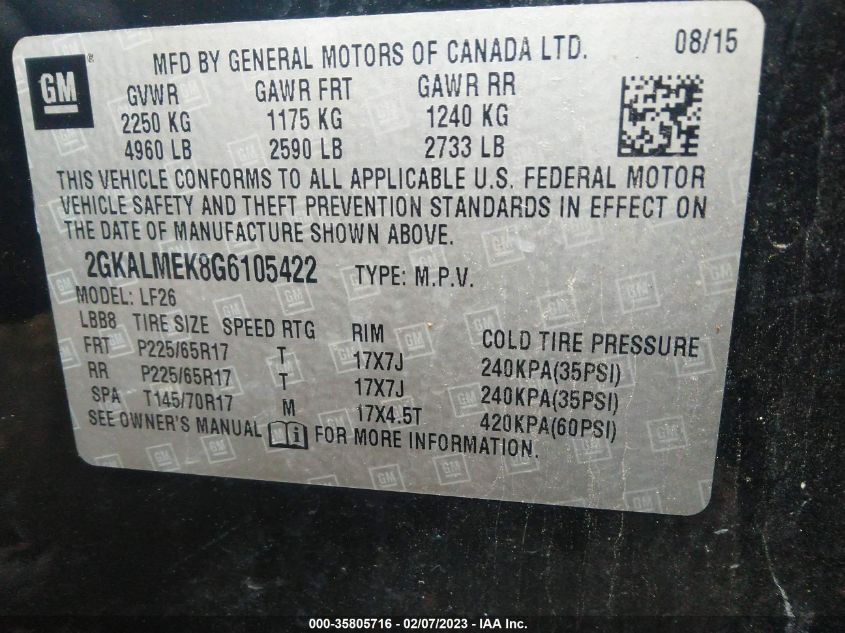 MFD BY GENERAL MOTORS OF CANADA LTD. 08/15
GM
GVWR GAWR FRT GAWR RR
2250 KG 1175 KG 1240 KG
4960 LB 2590 LB 2733 LB
THIS VEHICLE CONFORMS TO ALL APPLICABLE U.S. FEDERAL MOTOR
VEHICLE SAFETY AND THEFT PREVENTION STANDARDS IN EFFECT ON
THE DATE OF MANUFACTURE SHOWN ABOVE.
2GKALMEK8G6105422 TYPE: M.P.V.
MODEL: LF26
LBB8 TIRE SIZE SPEED RTG RIM COLD TIRE PRESSURE
FRT P225/65R17 T 17X7J 240KPA(35PSI)
RR P225/65R17 T 17X7J 240KPA(35PSI)
SPA T145/70R17 M 17X4.5T 420KPA(60PSI)
SEE OWNER'S MANUAL i FOR MORE INFORMATION.
000-35805716 - 02/07/2023 - IAA Inc.